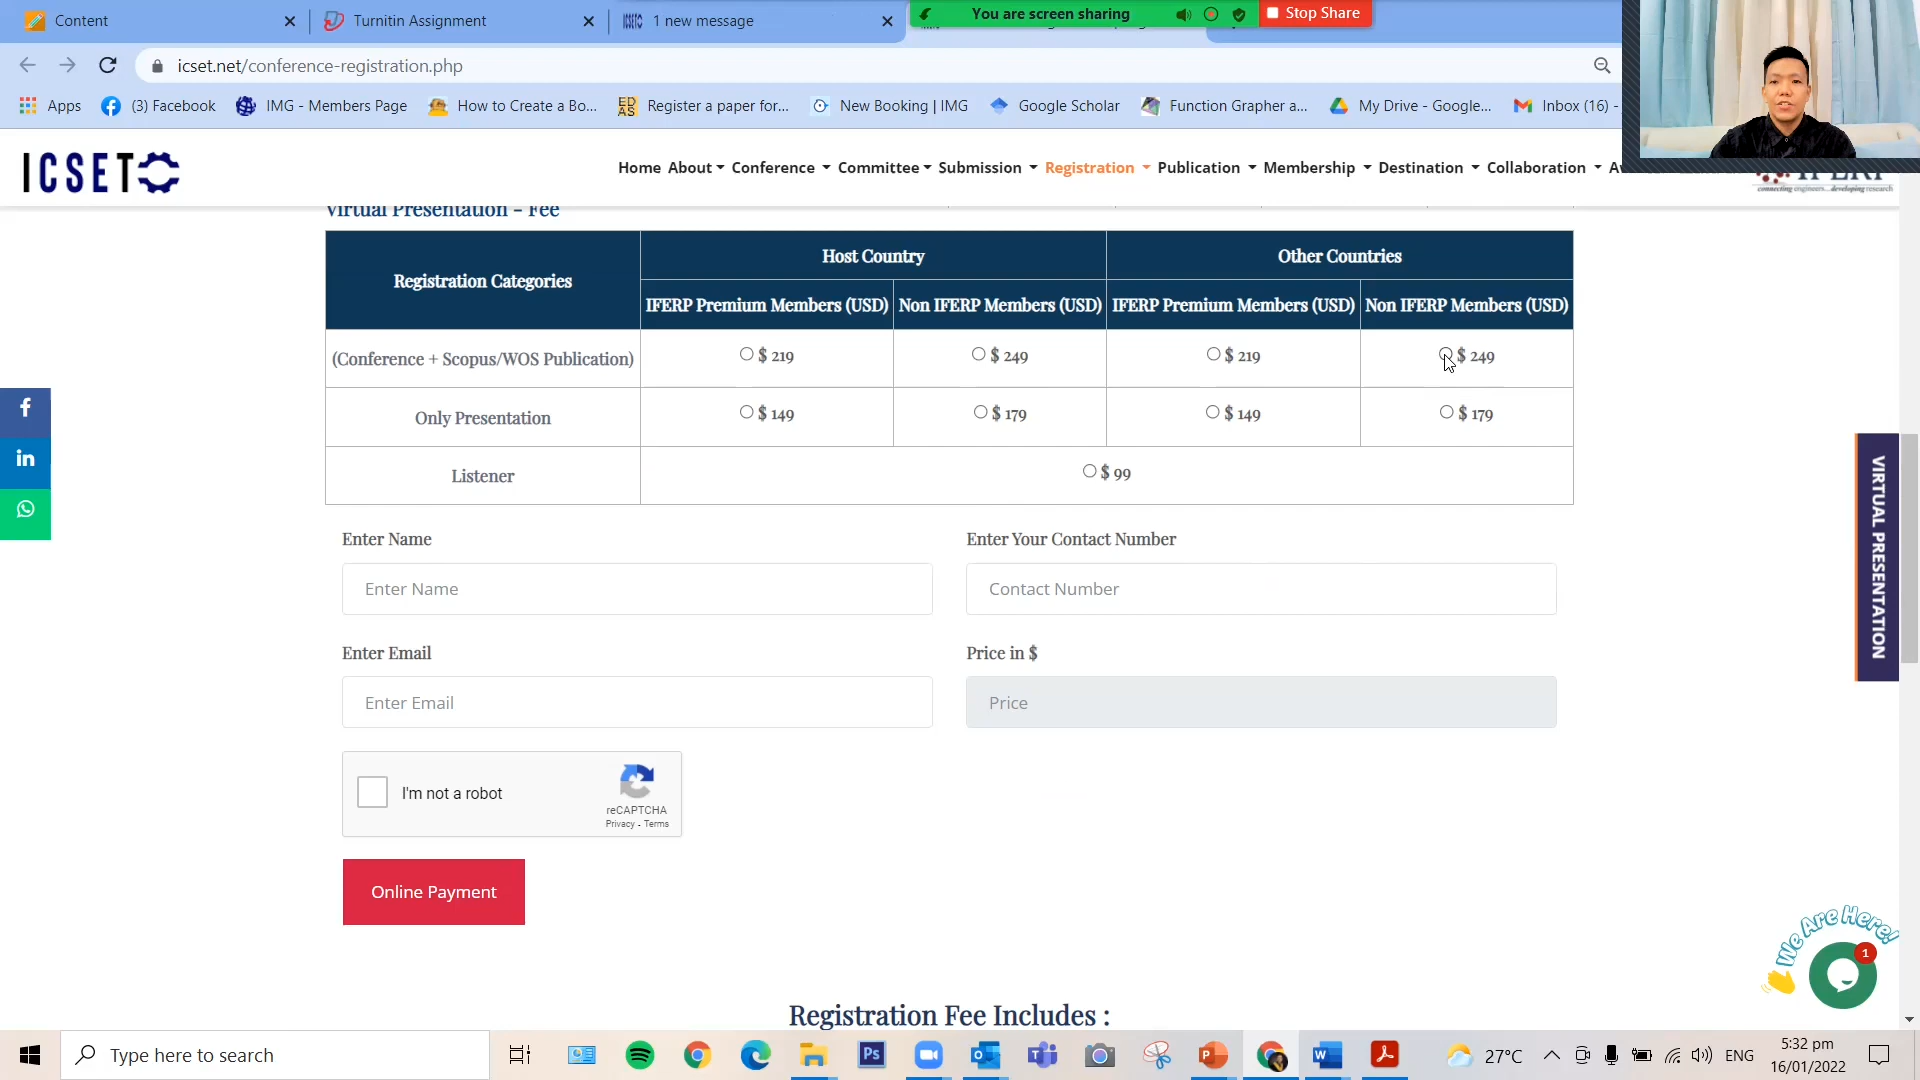 Content
Turnitin Assignment
1 new message
You are screen sharing
Stop Share
icset.net/conference-registration.php
Apps
(3) Facebook
IMG - Members Page
How to Create a Bo...
ED
AS
Register a paper for...
New Booking | IMG
Google Scholar
Function Grapher a...
My Drive - Google...
Inbox (16) -
ICSET
Home About Conference Committee Submission Registration Publication Membership Destination Collaboration
connecting engineers...developing research
Virtual Presentation - Fee
Registration Categories
Host Country
Other Countries
IFERP Premium Members (USD) Non IFERP Members (USD) IFERP Premium Members (USD) Non IFERP Members (USD)
(Conference + Scopus/WOS Publication) $ 219 $ 249 $ 219 $ 249
Only Presentation $ 149 $ 179 $ 149 $ 179
Listener $ 99
VIRTUAL PRESENTATION
Enter Name
Enter Your Contact Number
Enter Name
Contact Number
Enter Email
Price in $
Enter Email
Price
I'm not a robot
reCAPTCHA
Privacy - Terms
Online Payment
We Are Here!
1
Registration Fee Includes :
Type here to search
Ps
27°C
ENG
5:32 pm
16/01/2022